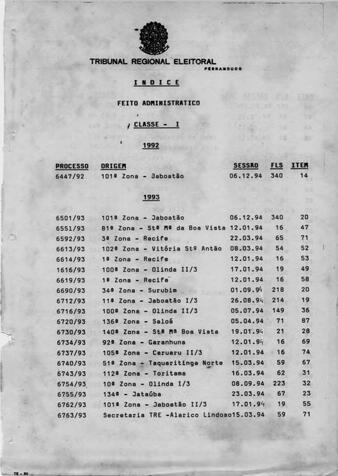 TRIBUNAL REGIONAL ELEITORAL
PERNAMBUCO
I N D I C E
FEITO ADMINISTRATICO
CLASSE - I
1992
PROCESSO ORIGEM SESSÃO FLS ITEM
6447/92 101ª Zona - Jaboatão 06.12.94 340 14
1993
6501/93 101ª Zona - Jaboatão 06.12.94 340 20
6551/93 81ª Zona - Stª Mª da Boa Vista 12.01.94 16 47
6592/93 3ª Zona - Recife 22.03.94 65 71
6613/93 102ª Zona - Vitória Stº Antão 08.03.94 54 52
6614/93 1ª Zona - Recife 12.01.94 16 53
1616/93 100ª Zona - Olinda II/3 17.01.94 19 49
6619/93 1ª Zona - Recife 12.01.94 16 58
6690/93 34ª Zona - Surubim 01.09.94 218 20
6712/93 11ª Zona - Jaboatão I/3 26.08.94 214 19
6716/93 100ª Zona - Olinda II/3 05.07.94 149 36
6720/93 136ª Zona - Saloá 05.04.94 71 87
6730/93 140ª Zona - Stª Mª Boa Vista 19.01.94 21 28
6734/93 92ª Zona - Garanhuns 12.01.94 16 69
6737/93 105ª Zona - Caruaru II/3 12.01.94 16 74
6740/93 51ª Zona - Taquaritinga Norte 15.03.94 59 67
6743/93 112ª Zona - Toritama 16.03.94 62 31
6754/93 10ª Zona - Olinda I/3 08.09.94 223 32
6755/93 134ª - Jataúba 23.03.94 67 23
6762/93 101ª Zona - Jaboatão II/3 17.01.94 19 55
6763/93 Secretaria TRE -Alarico Lindoso 15.03.94 59 71